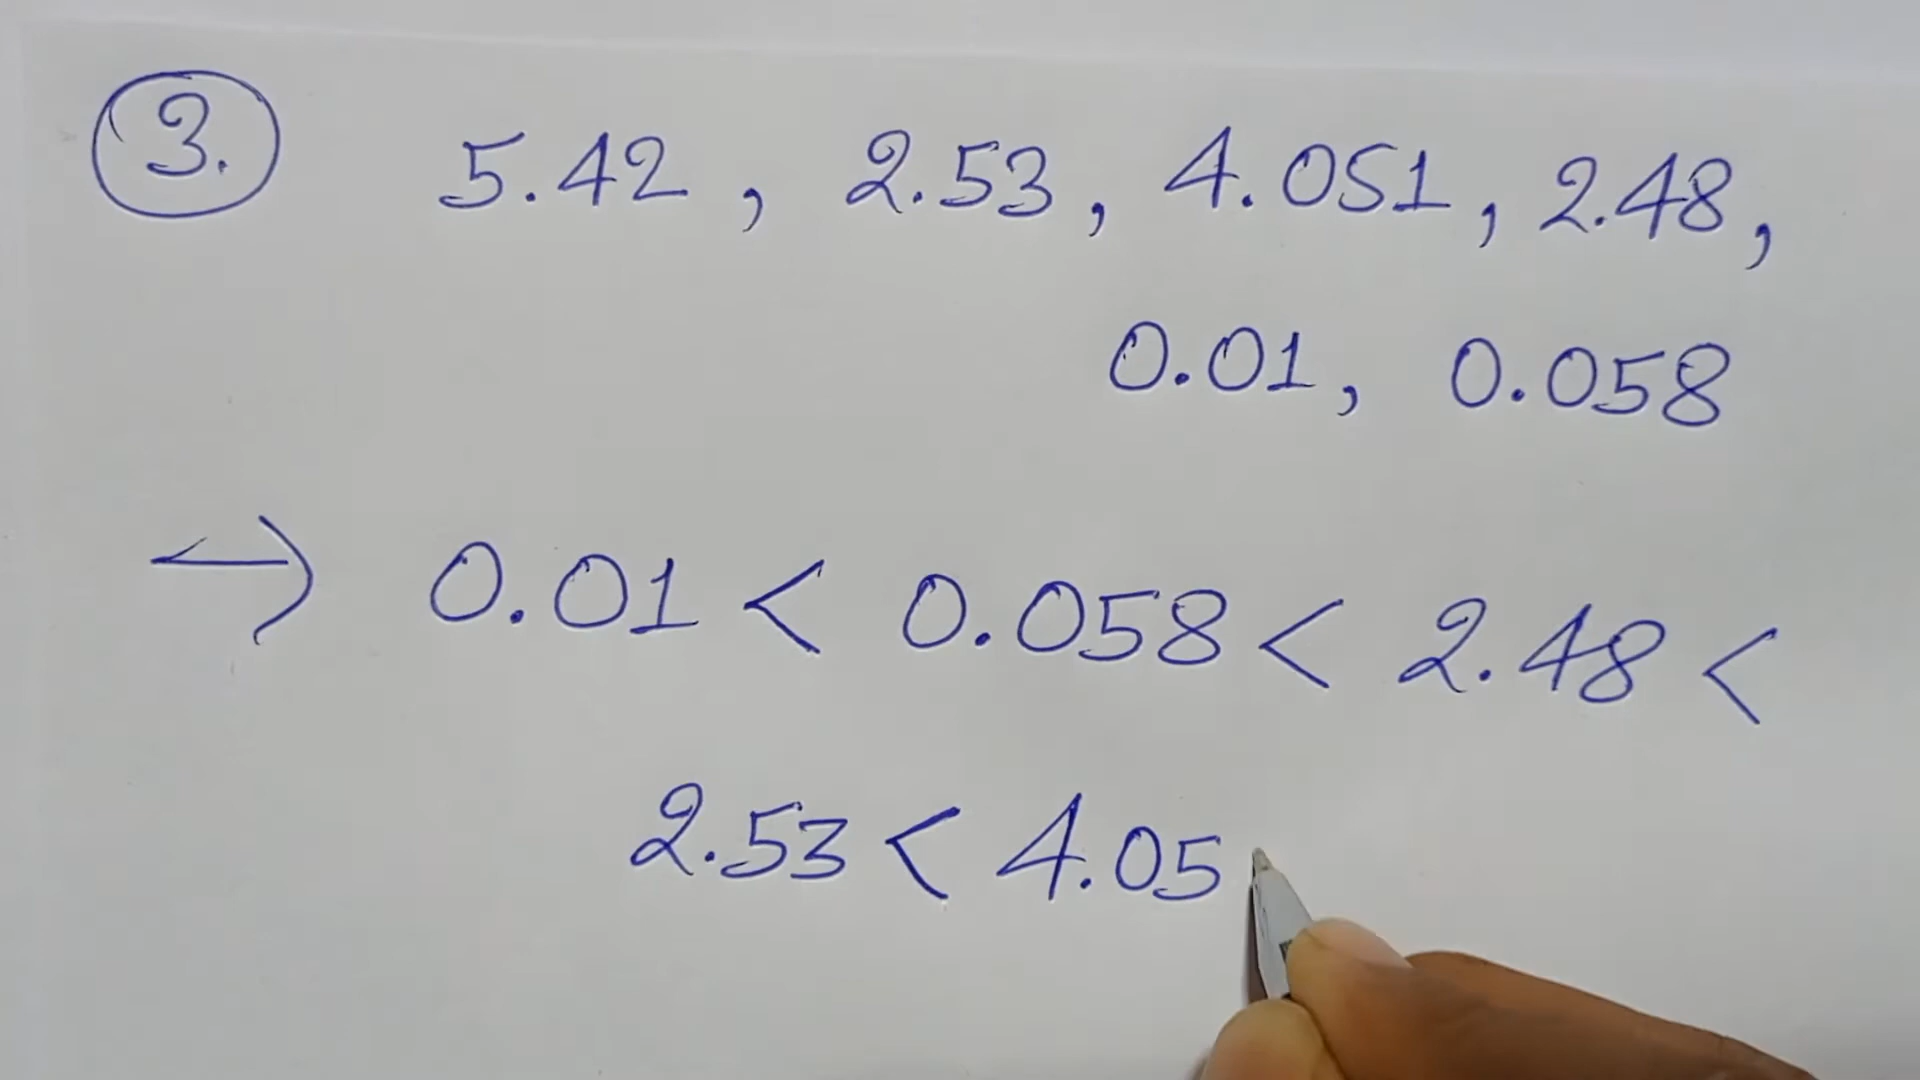 3. 5.42 , 2.53 , 4.051 , 2.48 ,
0.01 , 0.058
→ 0.01 < 0.058 < 2.48 <
2.53 < 4.05